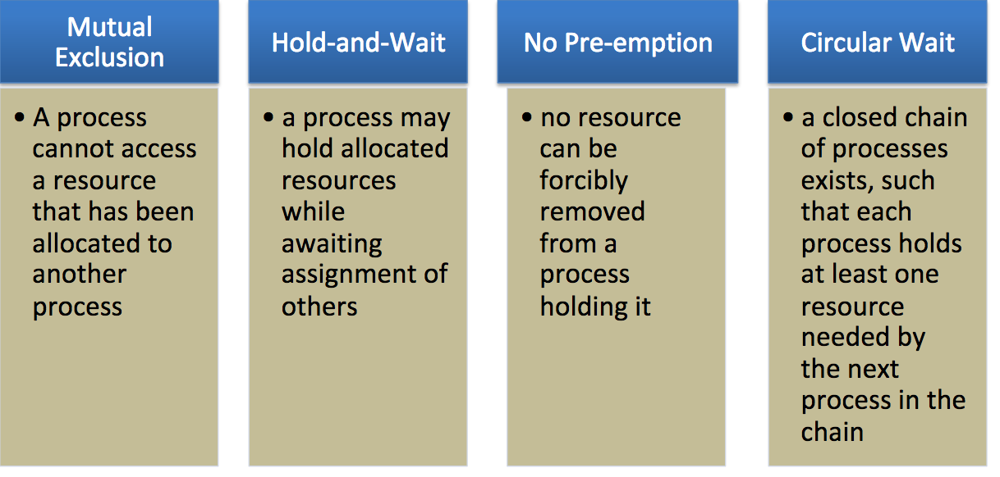 Mutual
Exclusion
• A process
cannot access
a resource
that has been
allocated to
another
process
Hold-and-Wait
• a process may
hold allocated
resources
while
awaiting
assignment of
others
No Pre-emption
• no resource
can be
forcibly
removed
from a
process
holding it
Circular Wait
• a closed chain
of processes
exists, such
that each
process holds
at least one
resource
needed by
the next
process in the
chain